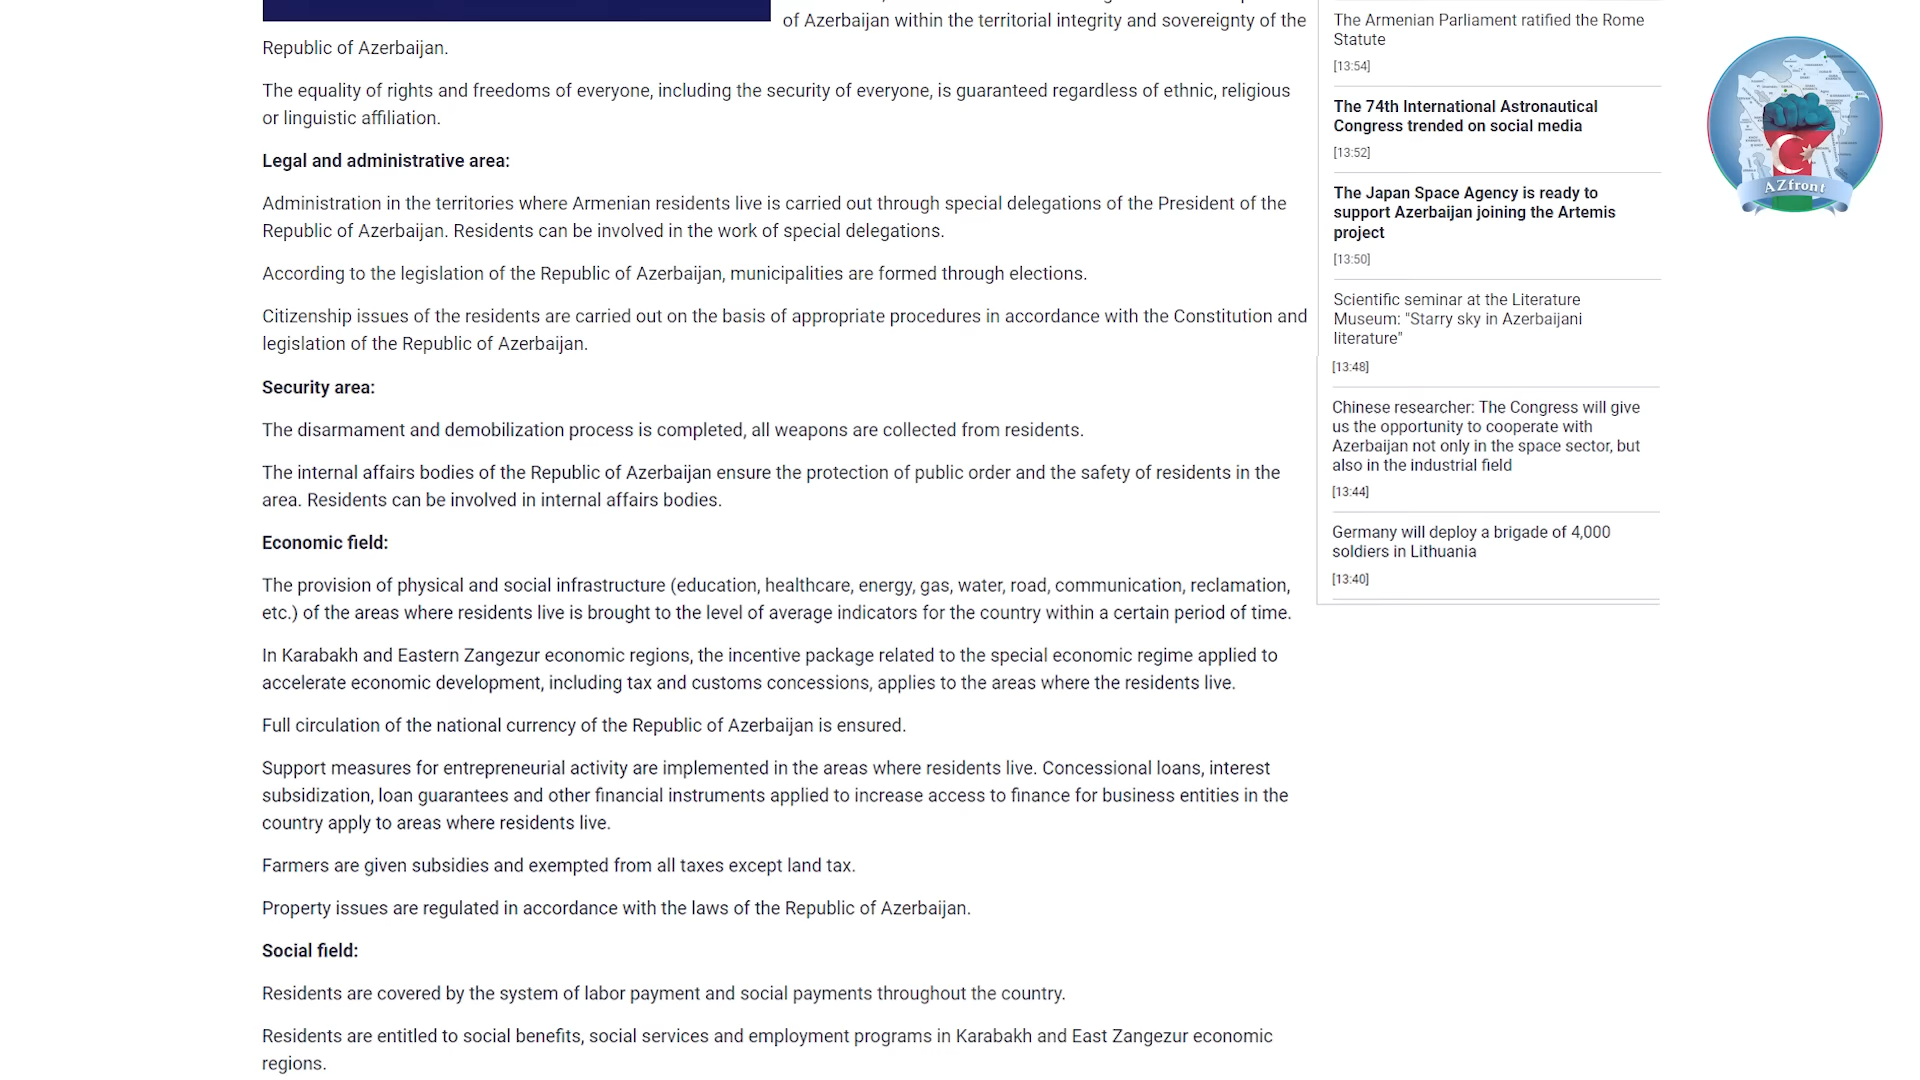 of Azerbaijan within the territorial integrity and sovereignty of the
Republic of Azerbaijan.
The equality of rights and freedoms of everyone, including the security of everyone, is guaranteed regardless of ethnic, religious
or linguistic affiliation.
Legal and administrative area:
Administration in the territories where Armenian residents live is carried out through special delegations of the President of the
Republic of Azerbaijan. Residents can be involved in the work of special delegations.
According to the legislation of the Republic of Azerbaijan, municipalities are formed through elections.
Citizenship issues of the residents are carried out on the basis of appropriate procedures in accordance with the Constitution and
legislation of the Republic of Azerbaijan.
Security area:
The disarmament and demobilization process is completed, all weapons are collected from residents.
The internal affairs bodies of the Republic of Azerbaijan ensure the protection of public order and the safety of residents in the
area. Residents can be involved in internal affairs bodies.
Economic field:
The provision of physical and social infrastructure (education, healthcare, energy, gas, water, road, communication, reclamation,
etc.) of the areas where residents live is brought to the level of average indicators for the country within a certain period of time.
In Karabakh and Eastern Zangezur economic regions, the incentive package related to the special economic regime applied to
accelerate economic development, including tax and customs concessions, applies to the areas where the residents live.
Full circulation of the national currency of the Republic of Azerbaijan is ensured.
Support measures for entrepreneurial activity are implemented in the areas where residents live. Concessional loans, interest
subsidization, loan guarantees and other financial instruments applied to increase access to finance for business entities in the
country apply to areas where residents live.
Farmers are given subsidies and exempted from all taxes except land tax.
Property issues are regulated in accordance with the laws of the Republic of Azerbaijan.
Social field:
Residents are covered by the system of labor payment and social payments throughout the country.
Residents are entitled to social benefits, social services and employment programs in Karabakh and East Zangezur economic
regions.
The Armenian Parliament ratified the Rome
Statute
[13:54]
The 74th International Astronautical
Congress trended on social media
[13:52]
The Japan Space Agency is ready to
support Azerbaijan joining the Artemis
project
[13:50]
Scientific seminar at the Literature
Museum: "Starry sky in Azerbaijani
literature"
[13:48]
Chinese researcher: The Congress will give
us the opportunity to cooperate with
Azerbaijan not only in the space sector, but
also in the industrial field
[13:44]
Germany will deploy a brigade of 4,000
soldiers in Lithuania
[13:40]
AZfront